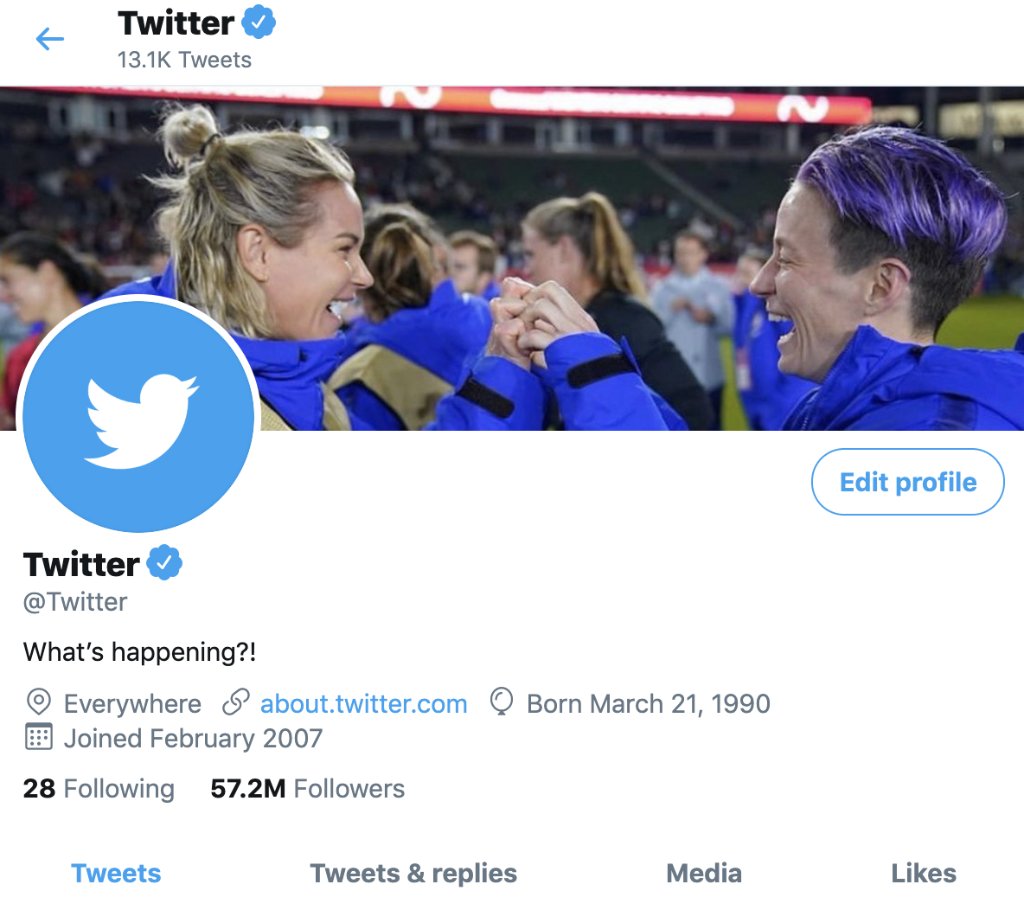 Twitter
13.1K Tweets
Edit profile
Twitter
@Twitter
What’s happening?!
Everywhere about.twitter.com Born March 21, 1990
Joined February 2007
28 Following 57.2M Followers
Tweets Tweets & replies Media Likes